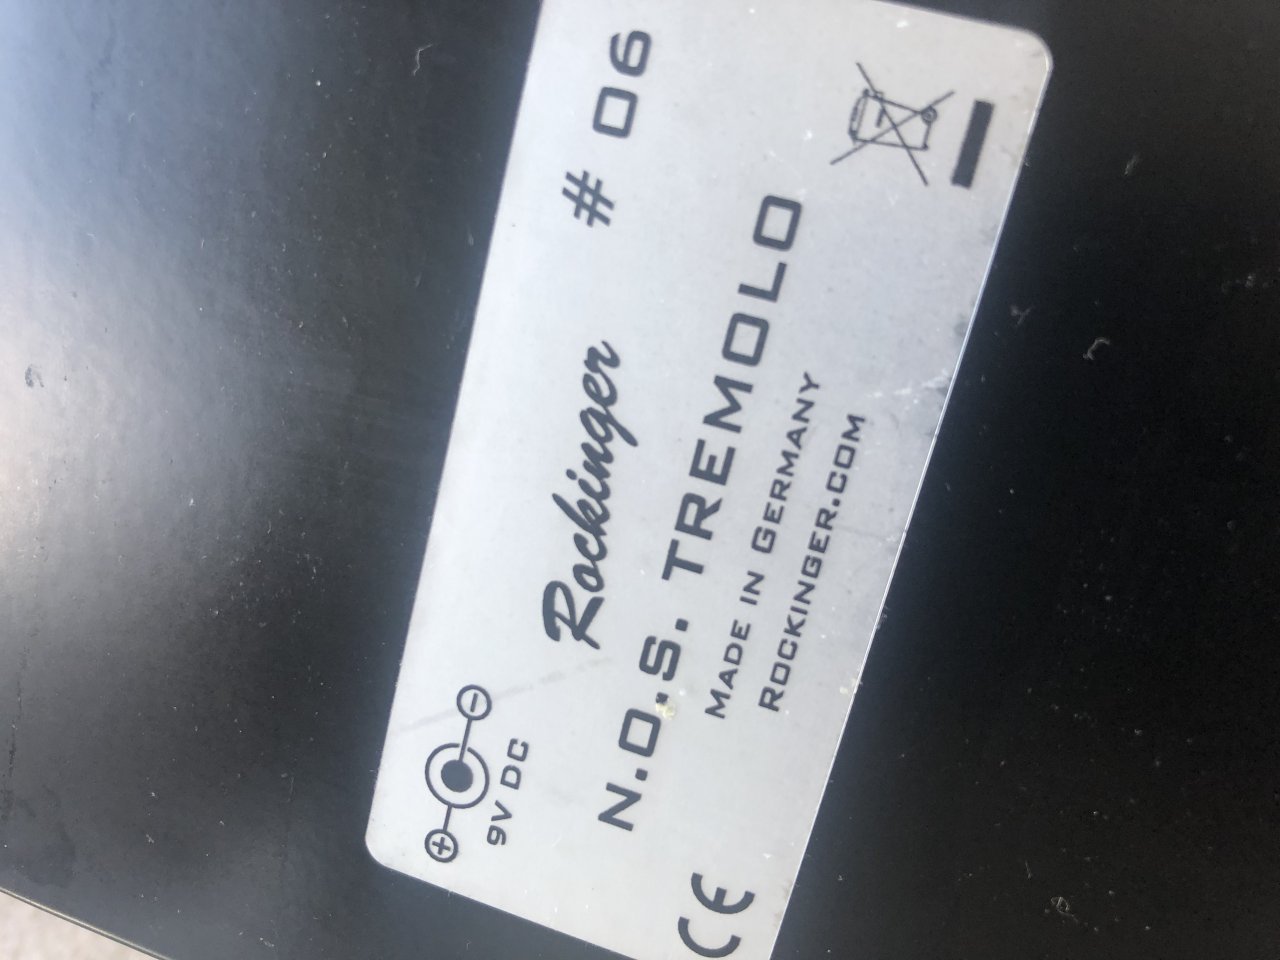 Rockinger # 06
N.O.S. TREMOLO
MADE IN GERMANY
ROCKINGER.COM
+ -
9V DC
CE